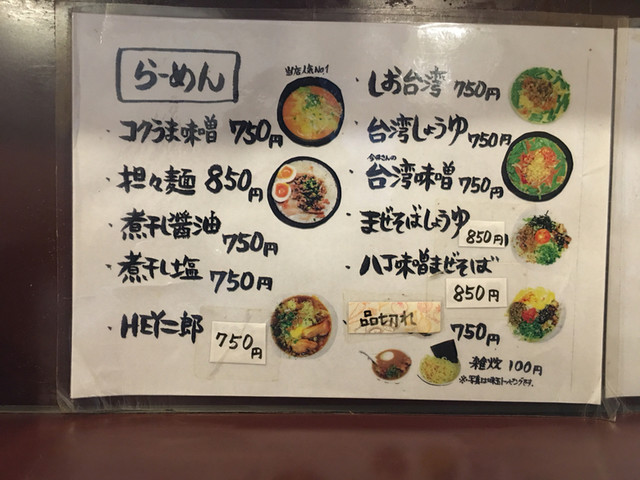 らーめん
当店人気No1
・コクうま味噌 750円
・担々麺 850円
・煮干し醤油 750円
・煮干し塩 750円
・HEY二郎 750円
・しお台湾 750円
・台湾しょうゆ 750円
・台湾味噌 750円
・まぜそばしょうゆ 850円
・八丁味噌まぜそば 850円
品切れ 750円
雑炊 100円